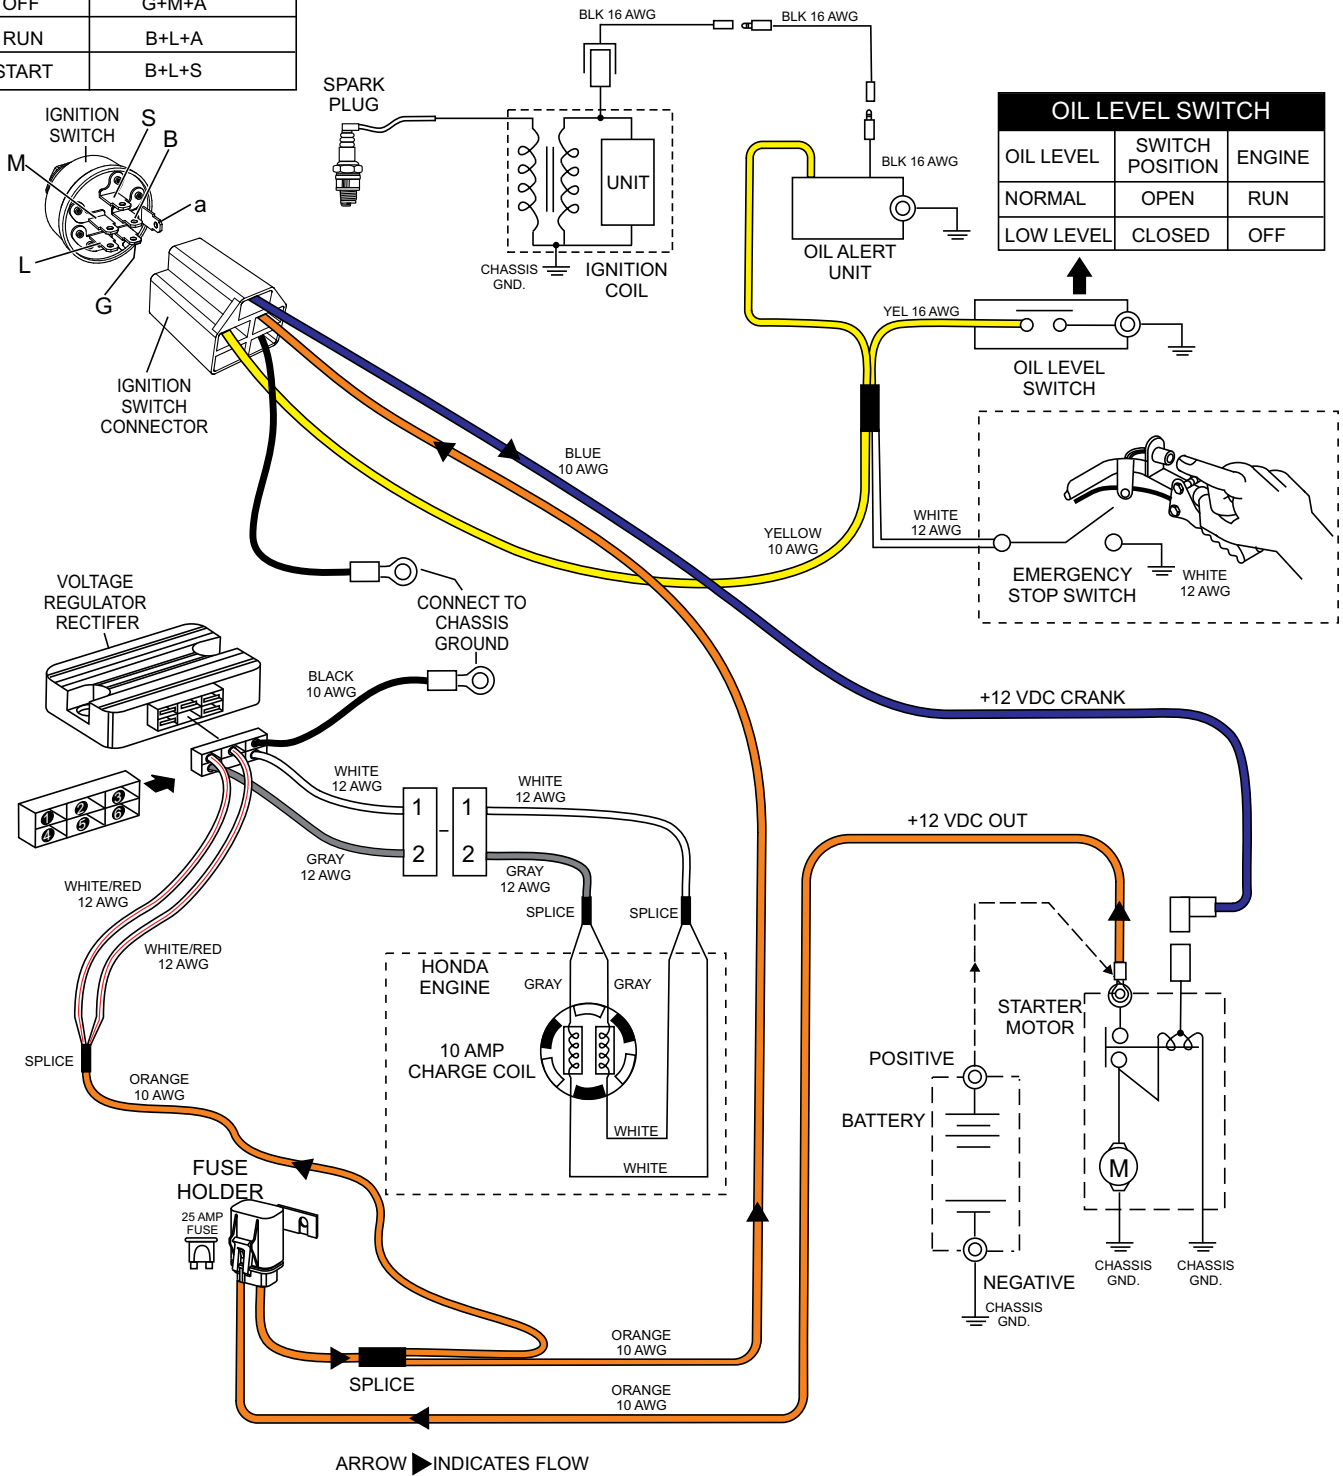 OFF G+M+A
RUN B+L+A
START B+L+S
BLK 16 AWG
BLK 16 AWG
SPARK
PLUG
IGNITION
SWITCH
S
B
M
a
L
G
UNIT
CHASSIS
GND.
IGNITION
COIL
BLK 16 AWG
OIL ALERT
UNIT
OIL LEVEL SWITCH
OIL LEVEL SWITCH POSITION ENGINE
NORMAL OPEN RUN
LOW LEVEL CLOSED OFF
YEL 16 AWG
OIL LEVEL
SWITCH
IGNITION
SWITCH
CONNECTOR
BLUE
10 AWG
YELLOW
10 AWG
WHITE
12 AWG
EMERGENCY
STOP SWITCH
WHITE
12 AWG
VOLTAGE
REGULATOR
RECTIFER
CONNECT TO
CHASSIS
GROUND
BLACK
10 AWG
+12 VDC CRANK
WHITE
12 AWG
WHITE
12 AWG
1 2 3
4 5 6
1 1
2 2
GRAY
12 AWG
GRAY
12 AWG
+12 VDC OUT
WHITE/RED
12 AWG
WHITE/RED
12 AWG
SPLICE
SPLICE
HONDA
ENGINE
GRAY
GRAY
10 AMP
CHARGE COIL
WHITE
WHITE
STARTER
MOTOR
POSITIVE
BATTERY
M
NEGATIVE
CHASSIS
GND.
CHASSIS
GND.
CHASSIS
GND.
SPLICE
ORANGE
10 AWG
FUSE
HOLDER
25 AMP
FUSE
ORANGE
10 AWG
SPLICE
ORANGE
10 AWG
ARROW INDICATES FLOW